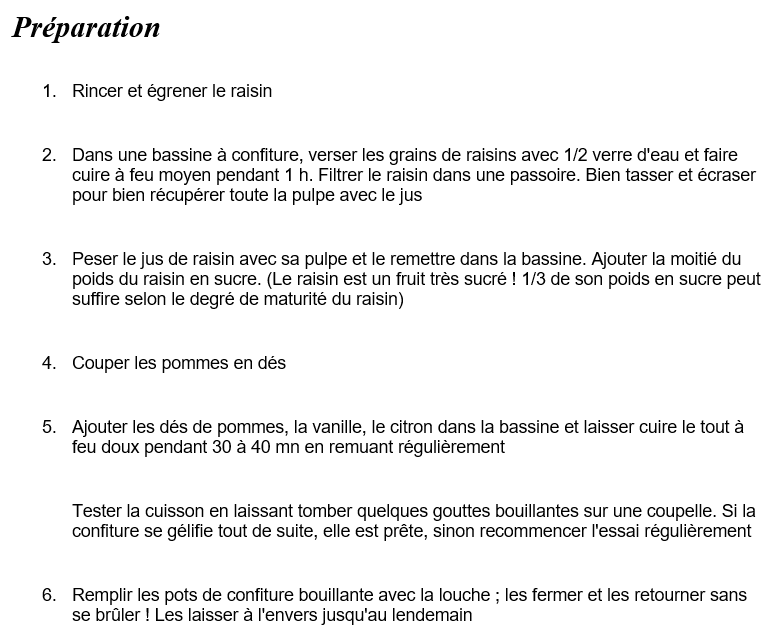 Préparation
1. Rincer et égrener le raisin
2. Dans une bassine à confiture, verser les grains de raisins avec 1/2 verre d'eau et faire
cuire à feu moyen pendant 1 h. Filtrer le raisin dans une passoire. Bien tasser et écraser
pour bien récupérer toute la pulpe avec le jus
3. Peser le jus de raisin avec sa pulpe et le remettre dans la bassine. Ajouter la moitié du
poids du raisin en sucre. (Le raisin est un fruit très sucré ! 1/3 de son poids en sucre peut
suffire selon le degré de maturité du raisin)
4. Couper les pommes en dés
5. Ajouter les dés de pommes, la vanille, le citron dans la bassine et laisser cuire le tout à
feu doux pendant 30 à 40 mn en remuant régulièrement
Tester la cuisson en laissant tomber quelques gouttes bouillantes sur une coupelle. Si la
confiture se gélifie tout de suite, elle est prête, sinon recommencer l'essai régulièrement
6. Remplir les pots de confiture bouillante avec la louche ; les fermer et les retourner sans
se brûler ! Les laisser à l'envers jusqu'au lendemain